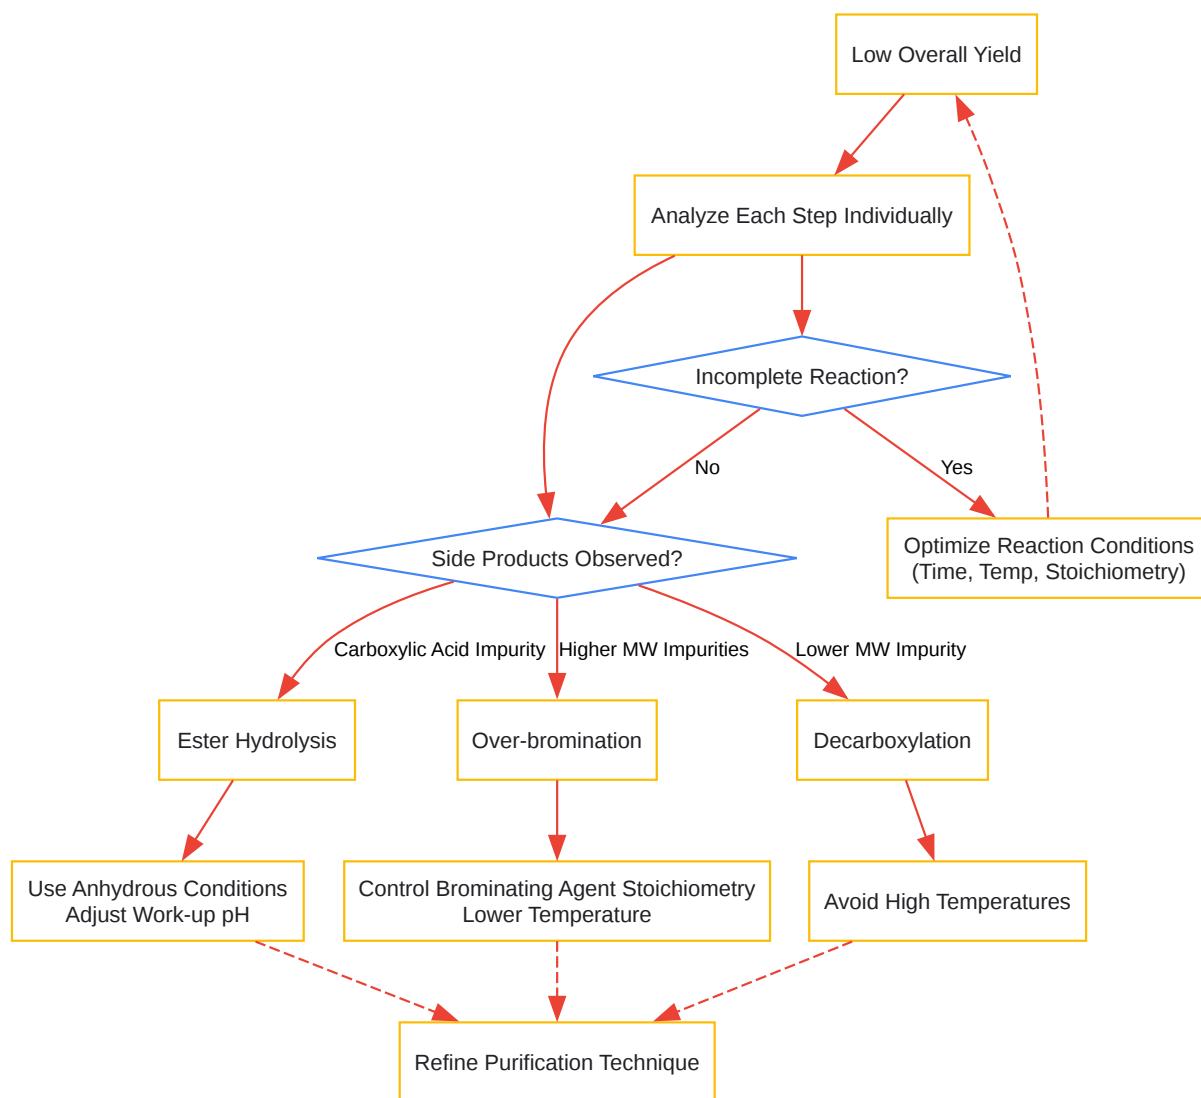 Low Overall Yield
Analyze Each Step Individually
Incomplete Reaction?
No
Yes
Optimize Reaction Conditions
(Time, Temp, Stoichiometry)
Side Products Observed?
Carboxylic Acid Impurity
Higher MW Impurities
Lower MW Impurity
Ester Hydrolysis
Over-bromination
Decarboxylation
Use Anhydrous Conditions
Adjust Work-up pH
Control Brominating Agent Stoichiometry
Lower Temperature
Avoid High Temperatures
Refine Purification Technique